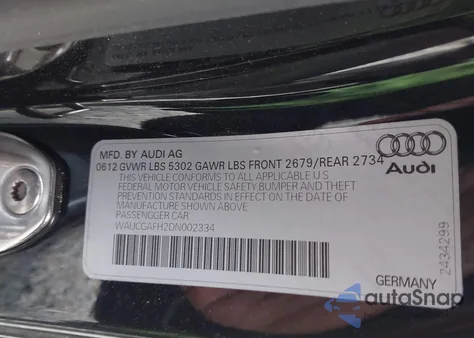 MFD. BY AUDI AG
0612 GVWR LBS 5302 GAWR LBS FRONT 2679/REAR 2734
THIS VEHICLE CONFORMS TO ALL APPLICABLE U.S
FEDERAL MOTOR VEHICLE SAFETY, BUMPER AND THEFT
PREVENTION STANDARDS IN EFFECT ON THE DATE OF
MANUFACTURE SHOWN ABOVE.
PASSENGGER CAR
WAUCGAFH2DN002334
Audi
2434299
GERMANY
autoSnap